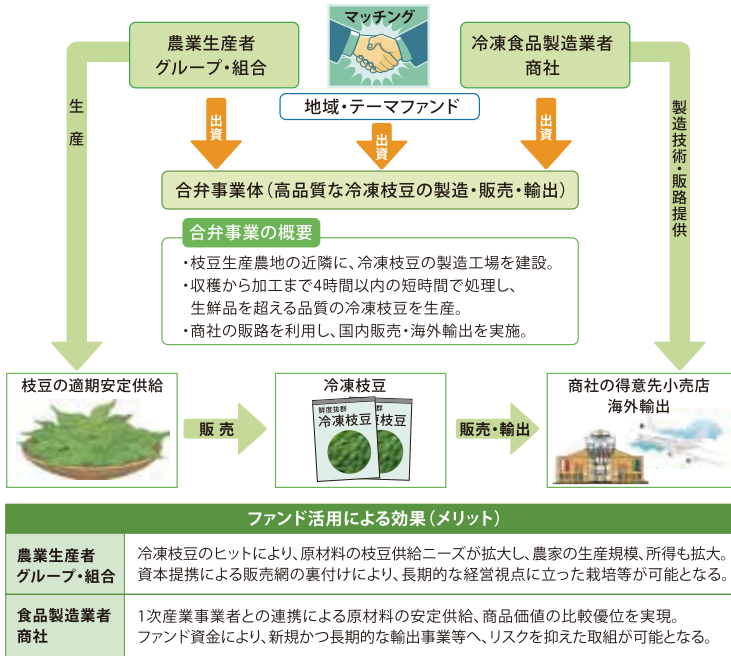 マッチング
農業生産者
グループ・組合
冷凍食品製造業者
商社
地域・テーマファンド
生産
出資
出資
出資
製造技術・販路提供
合弁事業体（高品質な冷凍枝豆の製造・販売・輸出）
合弁事業の概要
・枝豆生産農地の近隣に、冷凍枝豆の製造工場を建設。
・収穫から加工まで4時間以内の短時間で処理し、
生鮮品を超える品質の冷凍枝豆を生産。
・商社の販路を利用し、国内販売・海外輸出を実施。
枝豆の適期安定供給
販 売
冷凍枝豆
鮮度抜群
冷凍枝豆
枝豆
販売・輸出
商社の得意先小売店
海外輸出
ファンド活用による効果（メリット）
農業生産者
グループ・組合
冷凍枝豆のヒットにより、原材料の枝豆供給ニーズが拡大し、農家の生産規模、所得も拡大。
資本提携による販売網の裏付けにより、長期的な経営視点に立った栽培等が可能となる。
食品製造業者
商社
1次産業事業者との連携による原材料の安定供給、商品価値の比較優位を実現。
ファンド資金により、新規かつ長期的な輸出事業等へ、リスクを抑えた取組が可能となる。